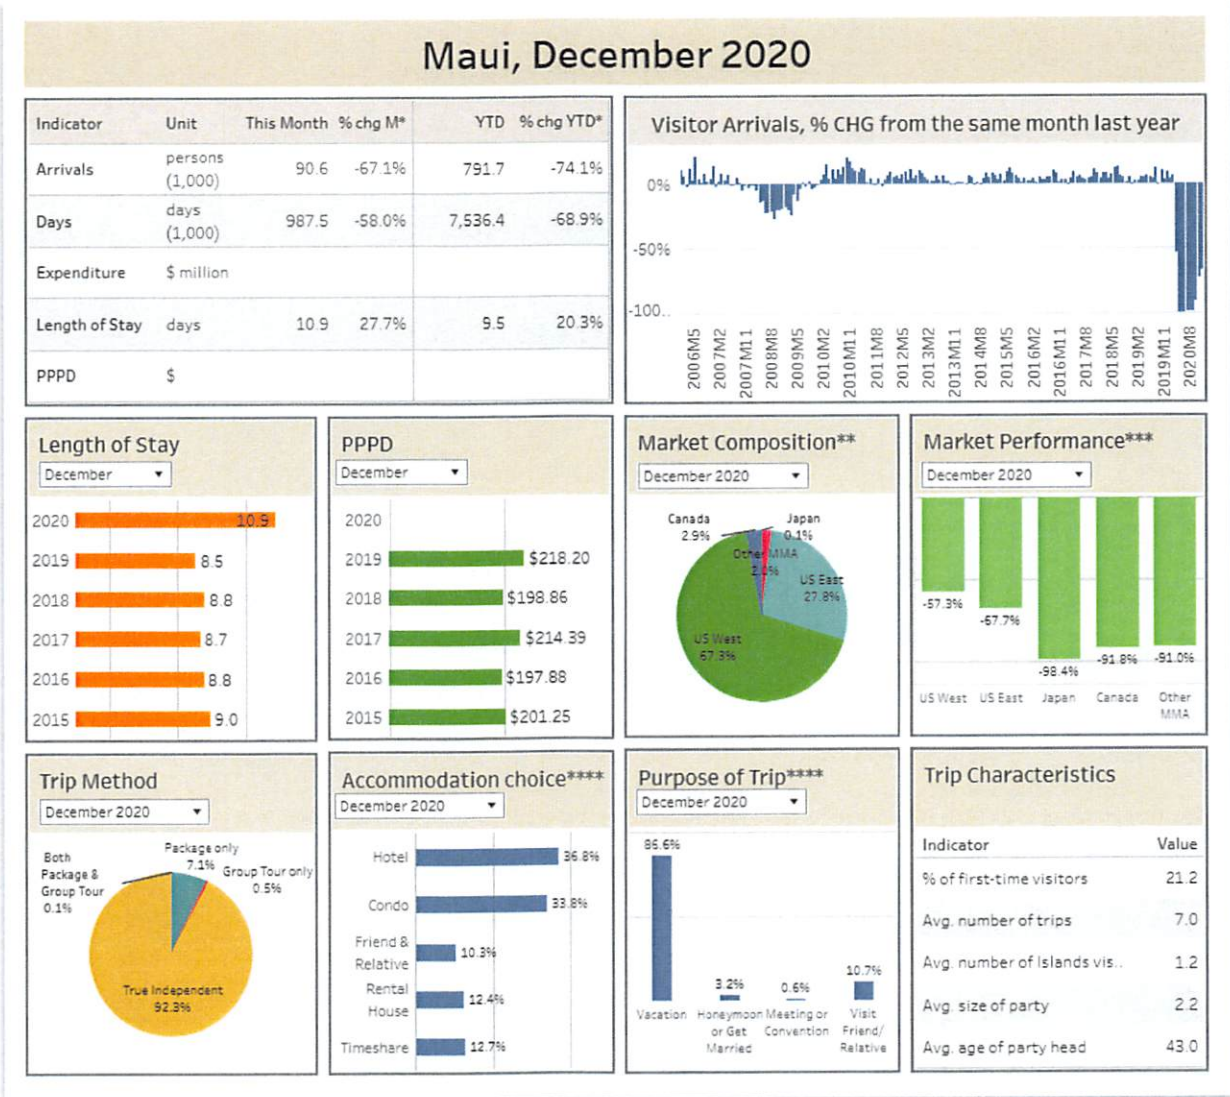 Maui, December 2020
Indicator Unit This Month % chg M* YTD % chg YTD*
Arrivals persons (1,000) 90.6 -67.1% 791.7 -74.1%
Days days (1,000) 987.5 -58.0% 7,536.4 -68.9%
Expenditure $ million
Length of Stay days 10.9 27.7% 9.5 20.3%
PPPD $
Visitor Arrivals, % CHG from the same month last year
0%
-50%
-100..
2006M5 2007M2 2007M11 2008M8 2009M5 2010M2 2010M11 2011M8 2012M5 2013M2 2013M11 2014M8 2015M5 2016M2 2016M11 2017M8 2018M5 2019M2 2019M11 2020M8
Length of Stay
December
2020 10.9
2019 8.5
2018 8.8
2017 8.7
2016 8.8
2015 9.0
PPPD
December
2020
2019 $218.20
2018 $198.86
2017 $214.39
2016 $197.88
2015 $201.25
Market Composition**
December 2020
Canada
2.9%
Japan
0.1%
Other MMA
2.0%
US East
27.8%
US West
67.3%
Market Performance***
December 2020
-57.3%
-67.7%
-98.4%
-91.8%
-91.0%
US West US East Japan Canada Other
MMA
Trip Method
December 2020
Both
Package &
Group Tour
0.1%
Package only
7.1%
Group Tour only
0.5%
True Independent
92.3%
Accommodation choice****
December 2020
Hotel 36.8%
Condo 33.8%
Friend &
Relative
10.3%
Rental
House
12.4%
Timeshare 12.7%
Purpose of Trip****
December 2020
86.6%
3.2%
0.6%
10.7%
Vacation Honeymoon Meeting or Visit
or Get Convention Friend/
Married Relative
Trip Characteristics
Indicator Value
% of first-time visitors 21.2
Avg. number of trips 7.0
Avg. number of Islands vis.. 1.2
Avg. size of party 2.2
Avg. age of party head 43.0